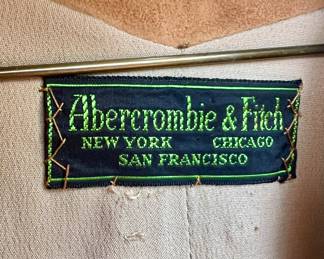 Abercrombie & Fitch
NEW YORK CHICAGO
SAN FRANCISCO